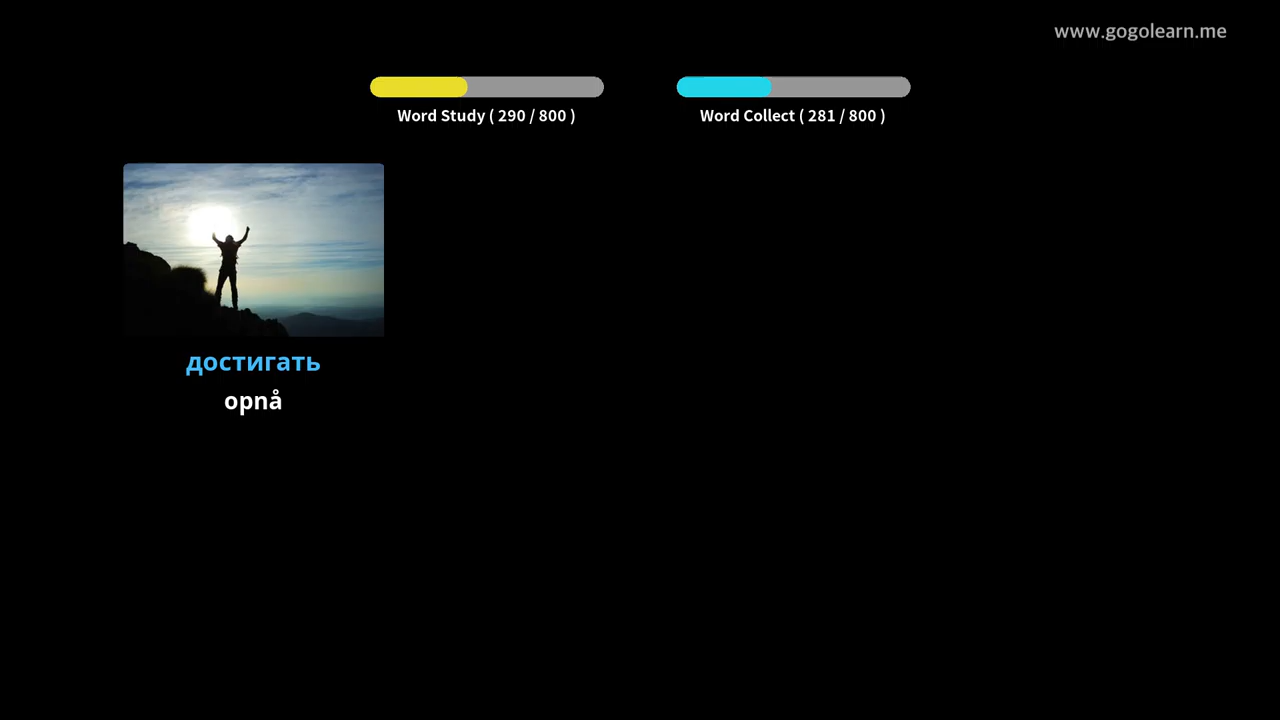 www.gogolearn.me
Word Study ( 290 / 800 )
Word Collect ( 281 / 800 )
достигать
opnå